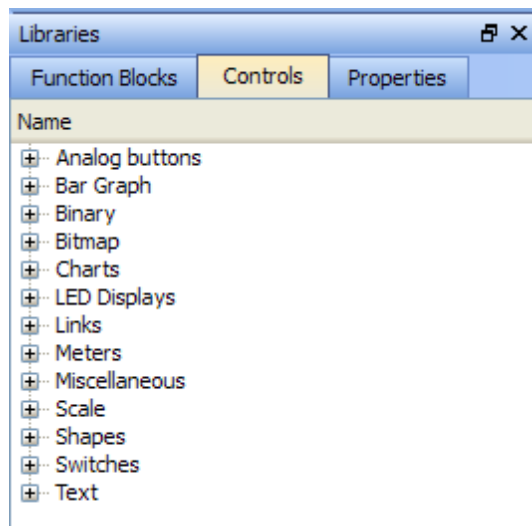 Libraries
Function Blocks Controls Properties
Name
Analog buttons
Bar Graph
Binary
Bitmap
Charts
LED Displays
Links
Meters
Miscellaneous
Scale
Shapes
Switches
Text